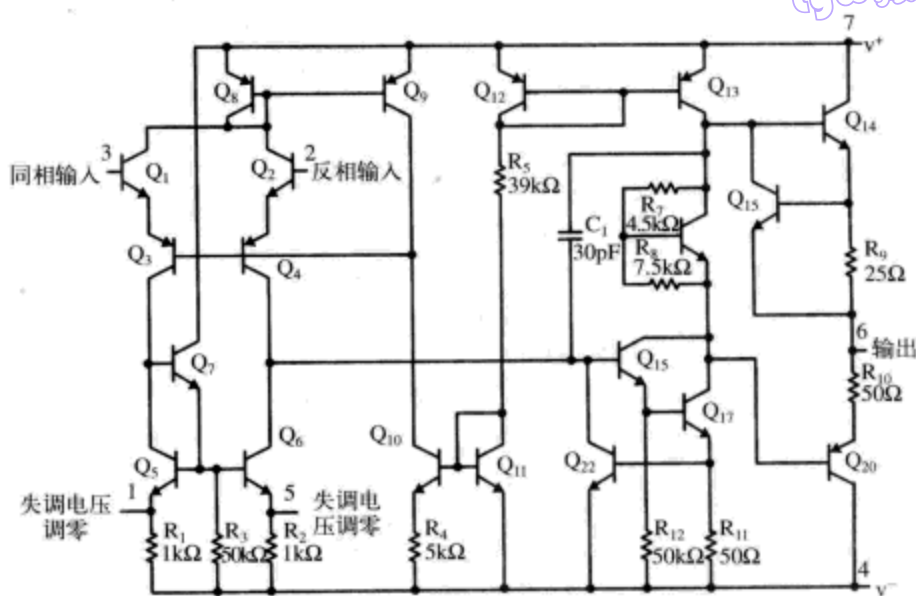 7
V⁺
Q₈
Q₉
Q₁₂
Q₁₃
Q₁₄
3
同相输入
Q₁
Q₂
2
反相输入
R₅
39kΩ
R₇
4.5kΩ
Q₁₅
C₁
30pF
R₈
7.5kΩ
R₉
25Ω
Q₃
Q₄
6
输出
Q₇
Q₁₅
R₁₀
50Ω
Q₁₇
Q₅
Q₆
Q₁₀
Q₁₁
Q₂₂
Q₂₀
1
失调电压
调零
5
失调电
压调零
R₁
1kΩ
R₃
50kΩ
R₂
1kΩ
R₄
5kΩ
R₁₂
50kΩ
R₁₁
50Ω
4
V⁻